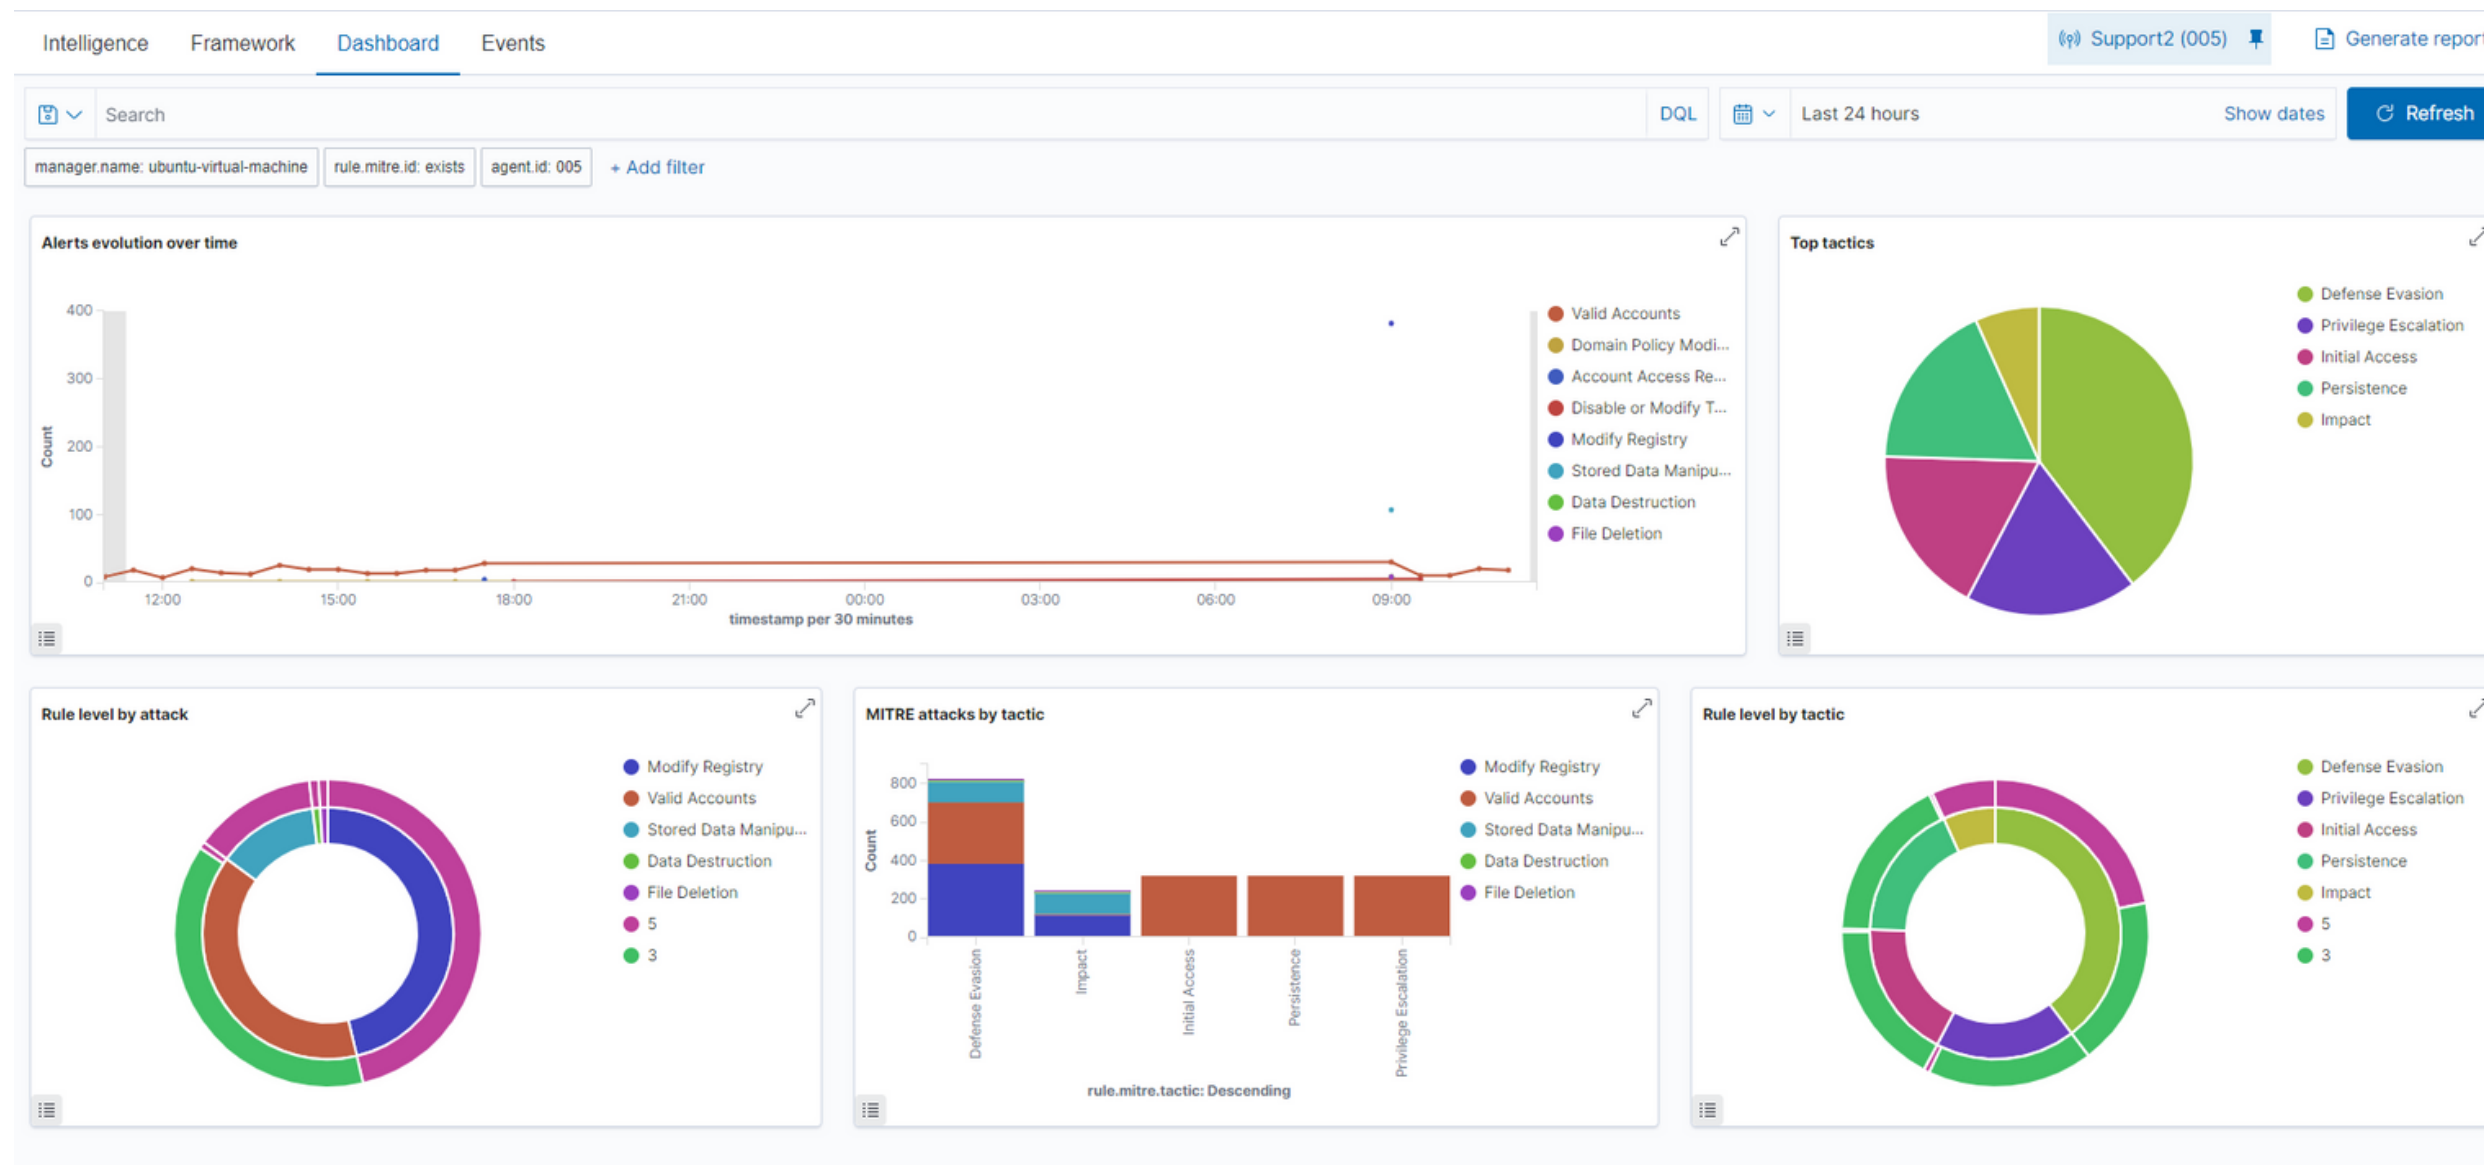 Intelligence Framework Dashboard Events Support2 (005) Generate report
Search DQL Last 24 hours Show dates Refresh
manager.name: ubuntu-virtual-machine rule.mitre.id: exists agent.id: 005 + Add filter
Alerts evolution over time
Count
400
300
200
100
0
12:00 15:00 18:00 21:00 00:00 03:00 06:00 09:00
timestamp per 30 minutes
Valid Accounts
Domain Policy Modi...
Account Access Re...
Disable or Modify T...
Modify Registry
Stored Data Manipu...
Data Destruction
File Deletion
Top tactics
Defense Evasion
Privilege Escalation
Initial Access
Persistence
Impact
Rule level by attack
Modify Registry
Valid Accounts
Stored Data Manipu...
Data Destruction
File Deletion
5
3
MITRE attacks by tactic
Count
800
600
400
200
0
Defense Evasion
Impact
Initial Access
Persistence
Privilege Escalation
rule.mitre.tactic: Descending
Modify Registry
Valid Accounts
Stored Data Manipu...
Data Destruction
File Deletion
Rule level by tactic
Defense Evasion
Privilege Escalation
Initial Access
Persistence
Impact
5
3